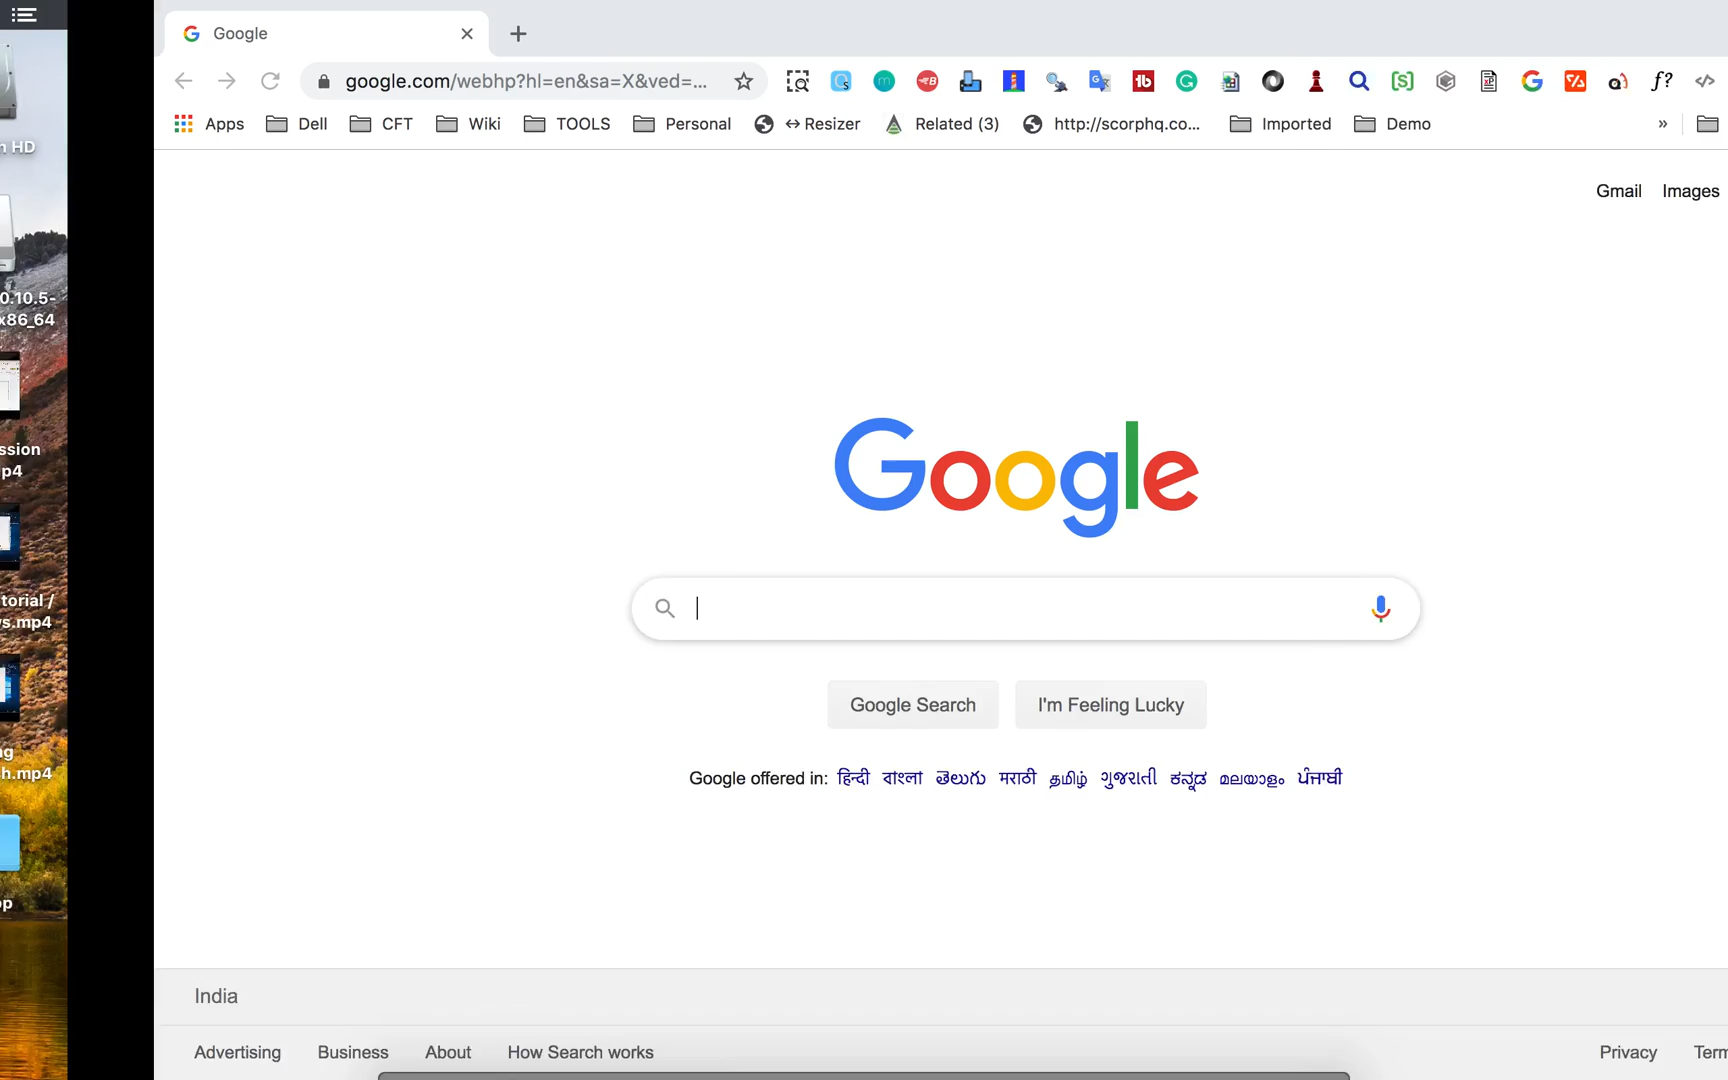 Google
google.com/webhp?hl=en&sa=X&ved=...
Apps Dell CFT Wiki TOOLS Personal ↔Resizer Related (3) http://scorphq.co... Imported Demo »
n HD
0.10.5-
x86_64
ssion
p4
torial /
s.mp4
ng
h.mp4
op
Gmail Images
Google
Google Search I'm Feeling Lucky
Google offered in: हिन्दी বাংলা తెలుగు मराठी தமிழ் ગુજરાતી ಕನ್ನಡ മലയാളം ਪੰਜਾਬੀ
India
Advertising Business About How Search works Privacy Term